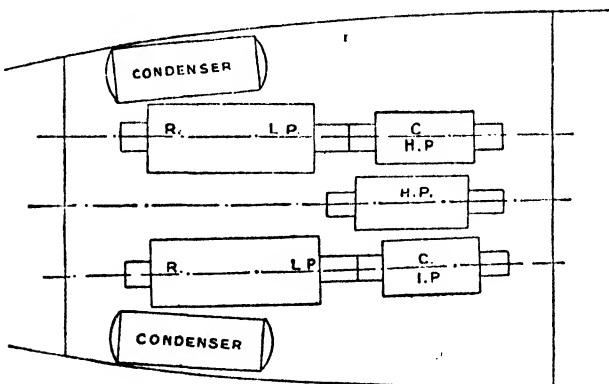 CONDENSER
R. L.P. C.
H.P
H.P.
R. L.P C.
I.P
CONDENSER